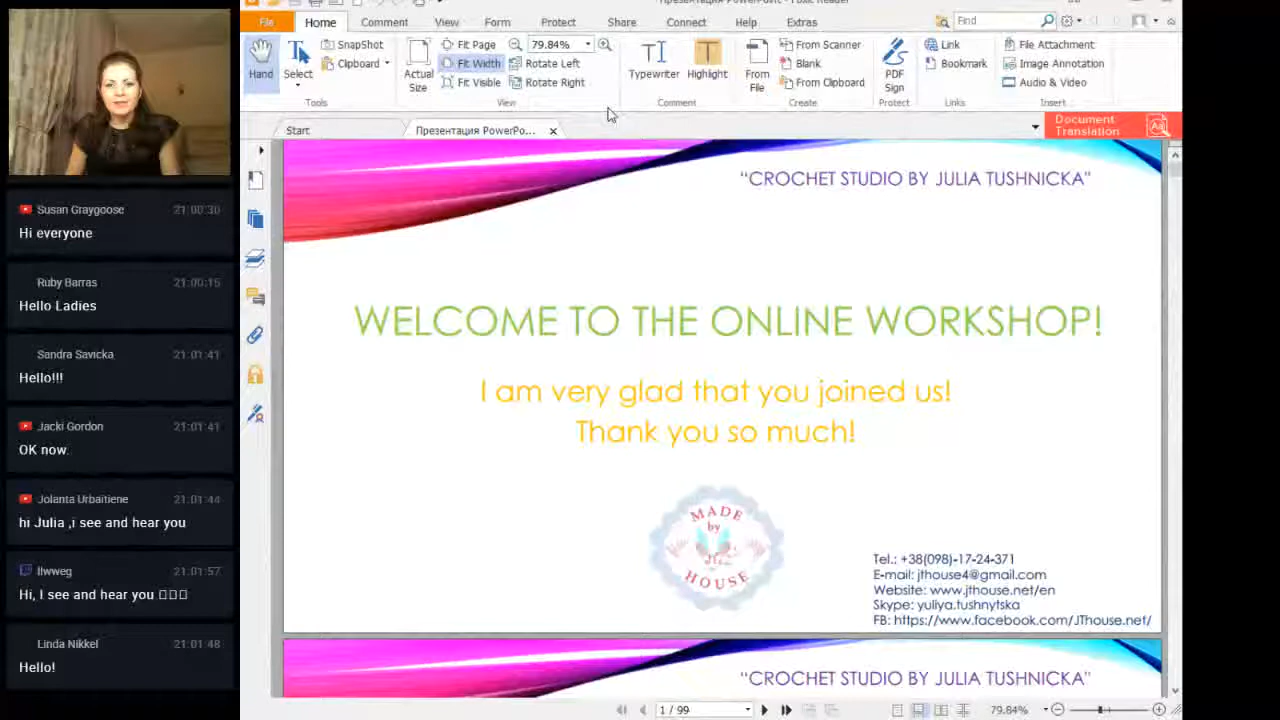 File
Home
Comment
View
Form
Protect
Share
Connect
Help
Extras
Find
Hand
Select
SnapShot
Clipboard
Tools
Actual
Size
Fit Page
Fit Width
Fit Visible
79.84%
Rotate Left
Rotate Right
View
Typewriter
Highlight
Comment
From
File
From Scanner
Blank
From Clipboard
Create
PDF
Sign
Protect
Link
Bookmark
Links
File Attachment
Image Annotation
Audio & Video
Insert
Start
Презентация PowerPo...
Document
Translation
Susan Graygoose 21:00:30
Hi everyone
Ruby Barras 21:00:15
Hello Ladies
Sandra Savicka 21:01:41
Hello!!!
Jacki Gordon 21:01:41
OK now.
Jolanta Urbaitiene 21:01:44
hi Julia ,i see and hear you
21:01:57
Hi, I see and hear you
Linda Nikkel 21:01:48
Hello!
"CROCHET STUDIO BY JULIA TUSHNICKA"
WELCOME TO THE ONLINE WORKSHOP!
I am very glad that you joined us!
Thank you so much!
MADE
by
HOUSE
Tel.: +38(098)-17-24-371
E-mail: jthouse4@gmail.com
Website: www.jthouse.net/en
Skype: yuliya.tushnytska
FB: https://www.facebook.com/JThouse.net/
"CROCHET STUDIO BY JULIA TUSHNICKA"
1 / 99
79.84%